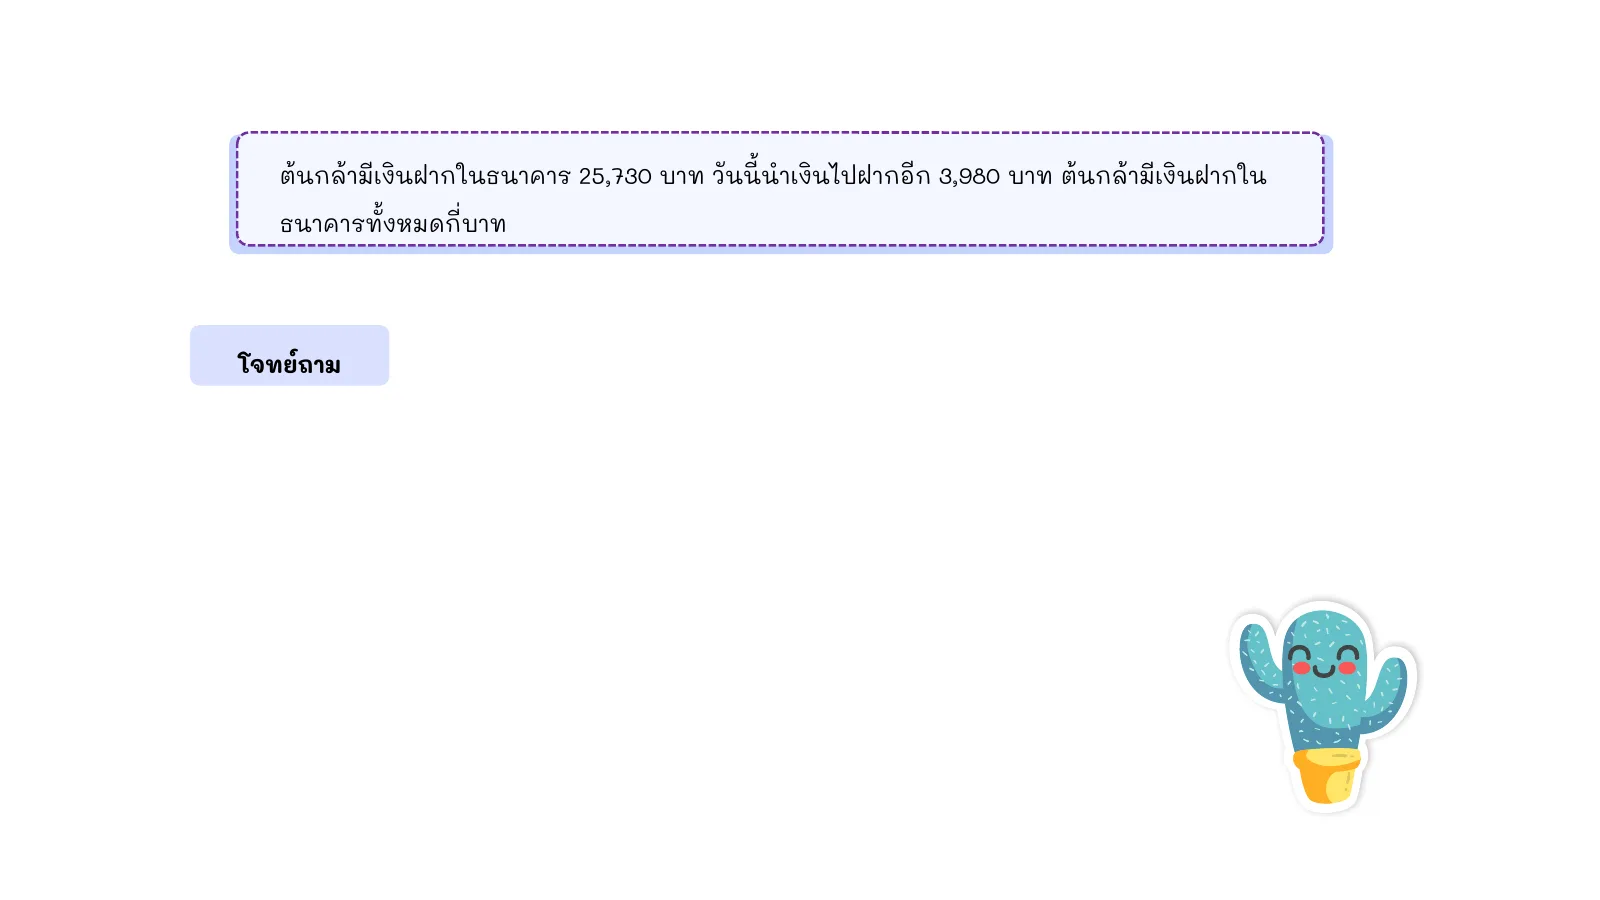 ต้นกล้ามีเงินฝากในธนาคาร 25,730 บาท วันนี้นำเงินไปฝากอีก 3,980 บาท ต้นกล้ามีเงินฝากใน
ธนาคารทั้งหมดกี่บาท
โจทย์ถาม